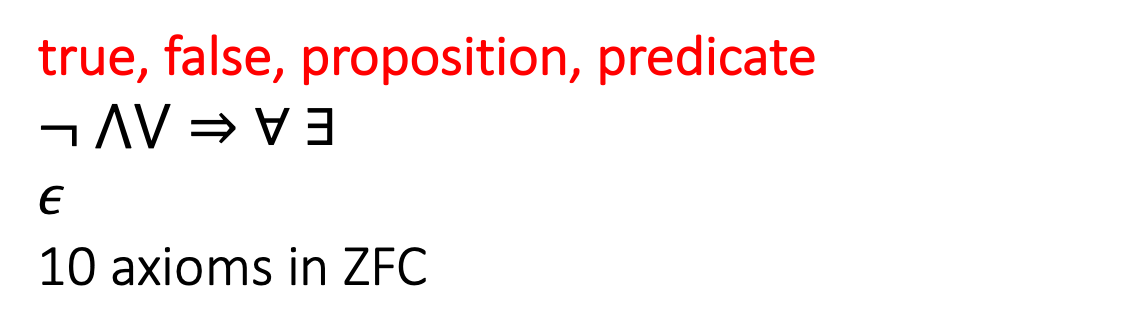 true, false, proposition, predicate
¬ ⋀⋁ ⇒ ∀ ∃
ϵ
10 axioms in ZFC